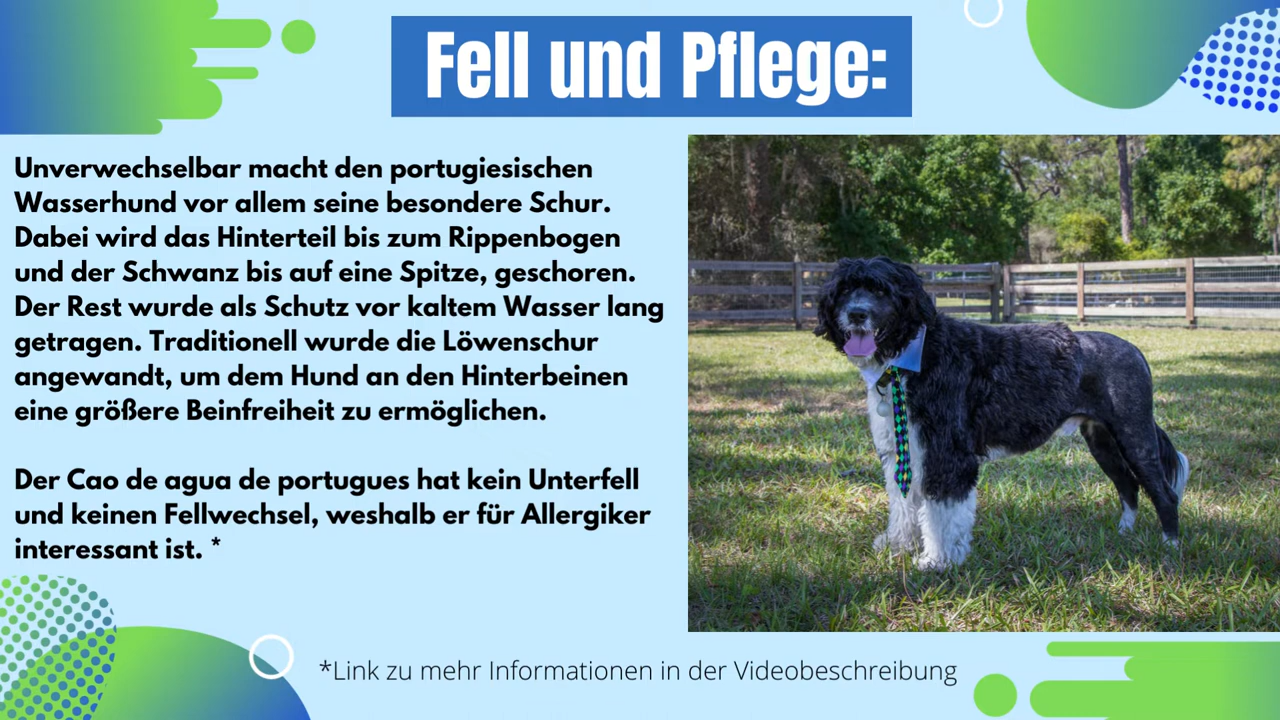 Fell und Pflege:
Unverwechselbar macht den portugiesischen
Wasserhund vor allem seine besondere Schur.
Dabei wird das Hinterteil bis zum Rippenbogen
und der Schwanz bis auf eine Spitze, geschoren.
Der Rest wurde als Schutz vor kaltem Wasser lang
getragen. Traditionell wurde die Löwenschur
angewandt, um dem Hund an den Hinterbeinen
eine größere Beinfreiheit zu ermöglichen.
Der Cao de agua de portugues hat kein Unterfell
und keinen Fellwechsel, weshalb er für Allergiker
interessant ist. *
*Link zu mehr Informationen in der Videobeschreibung